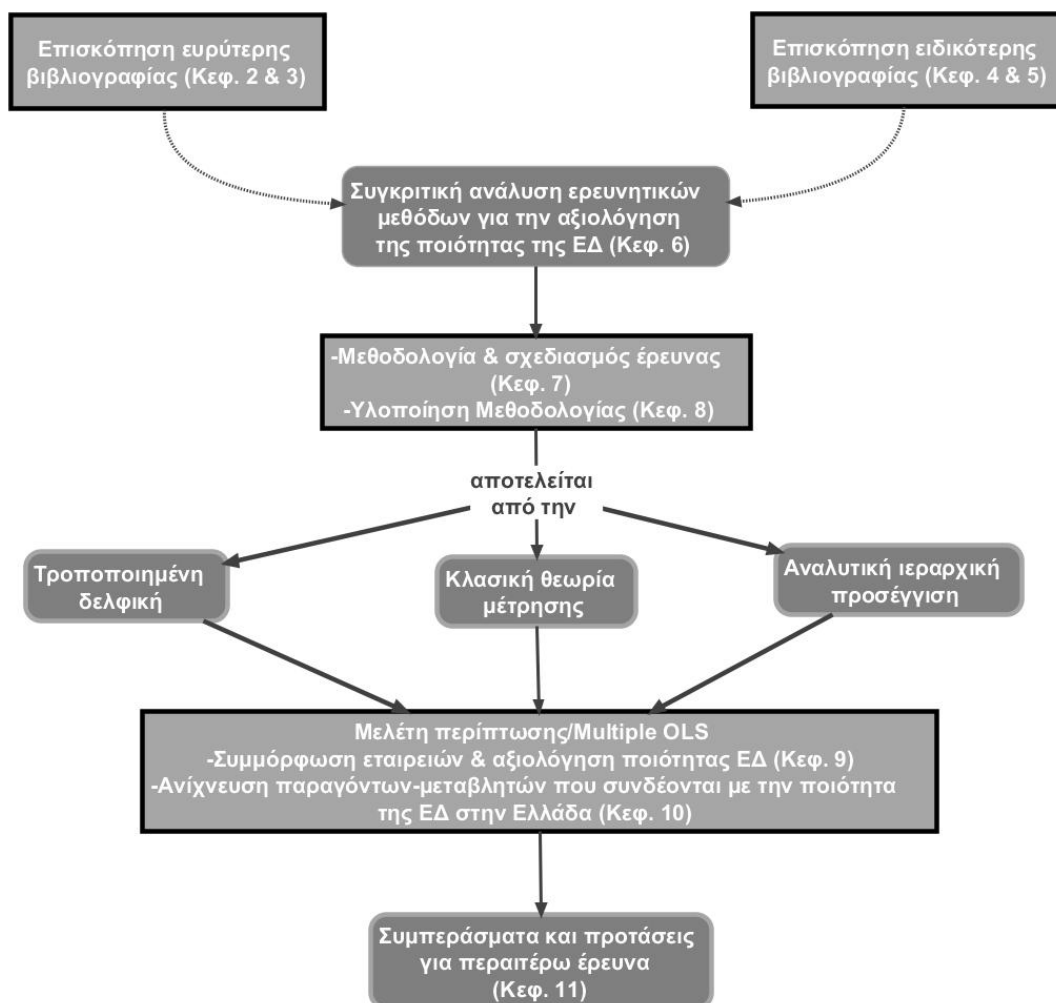 Επισκόπηση ευρύτερης
βιβλιογραφίας (Κεφ. 2 & 3)
Επισκόπηση ειδικότερης
βιβλιογραφίας (Κεφ. 4 & 5)
Συγκριτική ανάλυση ερευνητικών
μεθόδων για την αξιολόγηση
της ποιότητας της ΕΔ (Κεφ. 6)
-Μεθοδολογία & σχεδιασμός έρευνας
(Κεφ. 7)
-Υλοποίηση Μεθοδολογίας (Κεφ. 8)
αποτελείται
από την
Τροποποιημένη
δελφική
Κλασική θεωρία
μέτρησης
Αναλυτική ιεραρχική
προσέγγιση
Μελέτη περίπτωσης/Multiple OLS
-Συμμόρφωση εταιρειών & αξιολόγηση ποιότητας ΕΔ (Κεφ. 9)
-Ανίχνευση παραγόντων-μεταβλητών που συνδέονται με την ποιότητα
της ΕΔ στην Ελλάδα (Κεφ. 10)
Συμπεράσματα και προτάσεις
για περαιτέρω έρευνα
(Κεφ. 11)